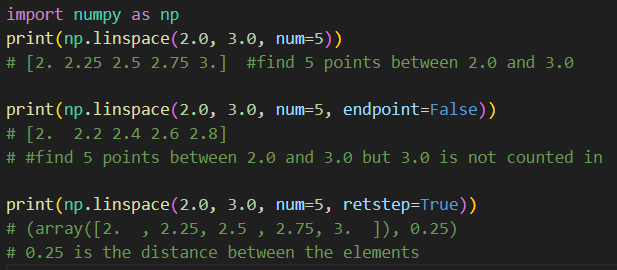 import numpy as np
print(np.linspace(2.0, 3.0, num=5))
# [2. 2.25 2.5 2.75 3.]  #find 5 points between 2.0 and 3.0
print(np.linspace(2.0, 3.0, num=5, endpoint=False))
# [2.  2.2 2.4 2.6 2.8]
# #find 5 points between 2.0 and 3.0 but 3.0 is not counted in
print(np.linspace(2.0, 3.0, num=5, retstep=True))
# (array([2.  , 2.25, 2.5 , 2.75, 3.  ]), 0.25)
# 0.25 is the distance between the elements